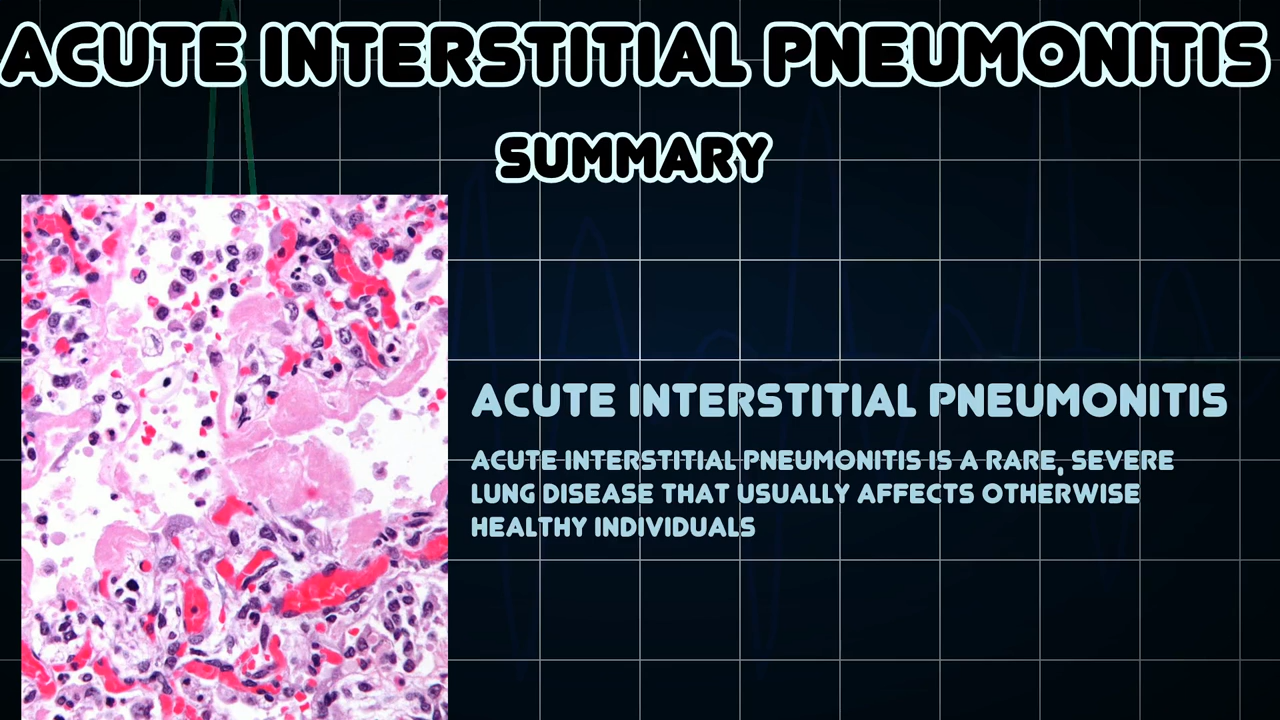 ACUTE INTERSTITIAL PNEUMONITIS
SUMMARY
ACUTE INTERSTITIAL PNEUMONITIS
ACUTE INTERSTITIAL PNEUMONITIS IS A RARE, SEVERE
LUNG DISEASE THAT USUALLY AFFECTS OTHERWISE
HEALTHY INDIVIDUALS